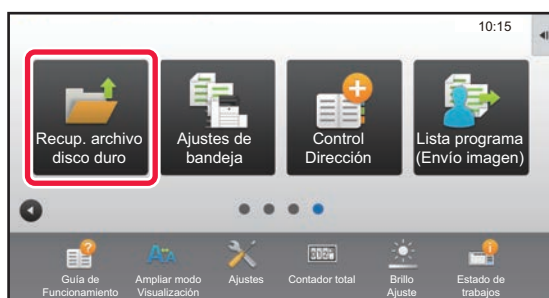 10:15
Recup. archivo
disco duro
Ajustes de
bandeja
Control
Dirección
Lista programa
(Envío imagen)
Guía de
Funcionamiento
Ampliar modo
Visualización
Ajustes
Contador total
Brillo
Ajuste
Estado de
trabajos